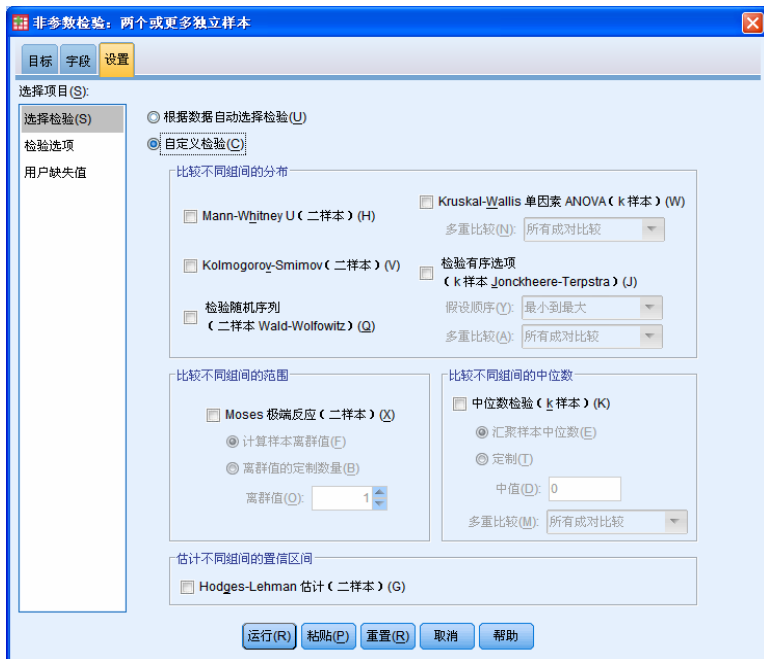 非参数检验：两个或更多独立样本
目标 字段 设置
选择项目(S):
选择检验(S)
检验选项
用户缺失值
根据数据自动选择检验(U)
自定义检验(C)
比较不同组间的分布
Mann-Whitney U（二样本）(H)
Kolmogorov-Smimov（二样本）(V)
检验随机序列
（二样本 Wald-Wolfowitz）(Q)
Kruskal-Wallis 单因素 ANOVA（k 样本）(W)
多重比较(N): 所有成对比较
检验有序选项
（k 样本 Jonckheere-Terpstra）(J)
假设顺序(Y): 最小到最大
多重比较(A): 所有成对比较
比较不同组间的范围
Moses 极端反应（二样本）(X)
计算样本离群值(F)
离群值的定制数量(B)
离群值(O): 1
比较不同组间的中位数
中位数检验（k 样本）(K)
汇聚样本中位数(E)
定制(T)
中值(D): 0
多重比较(M): 所有成对比较
估计不同组间的置信区间
Hodges-Lehman 估计（二样本）(G)
运行(R) 粘贴(P) 重置(R) 取消 帮助